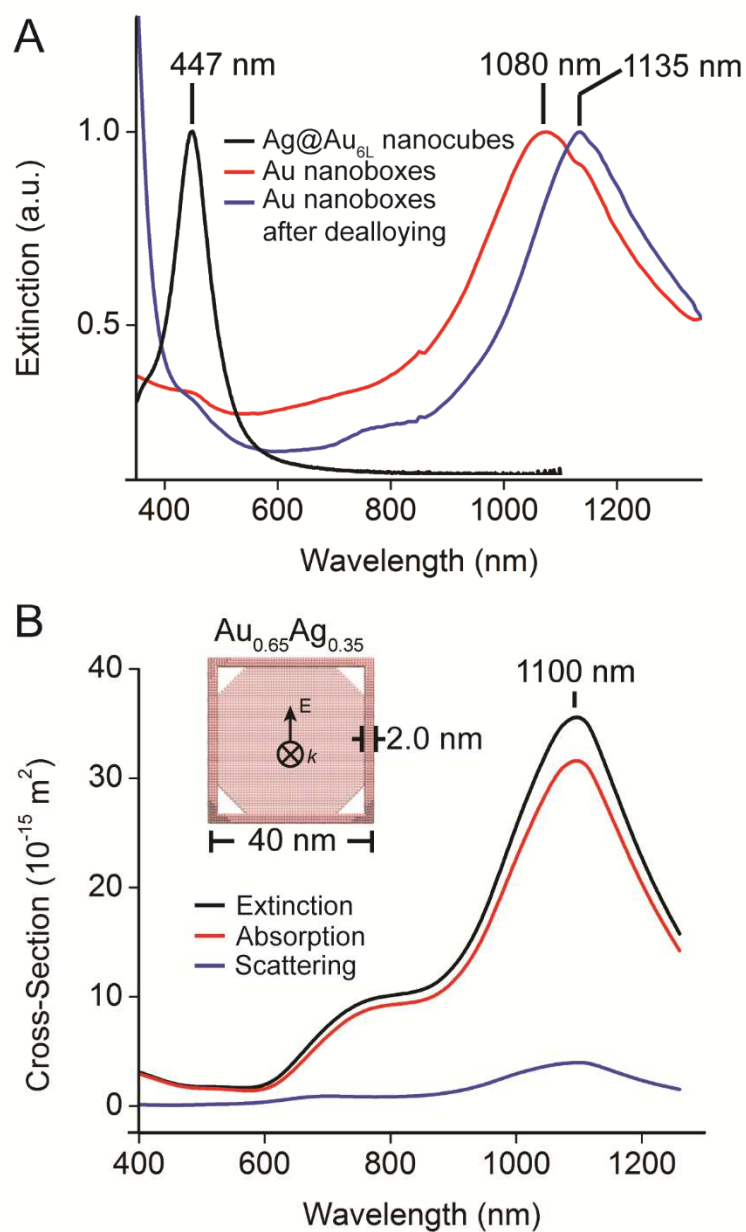 A
447 nm
1080 nm
1135 nm
1.0
0.5
Extinction (a.u.)
Ag@Au6L nanocubes
Au nanoboxes
Au nanoboxes
after dealloying
400 600 800 1000 1200
Wavelength (nm)
B
Au0.65Ag0.35
E
k
2.0 nm
40 nm
1100 nm
40
30
20
10
0
Cross-Section (10-15 m2)
Extinction
Absorption
Scattering
400 600 800 1000 1200
Wavelength (nm)